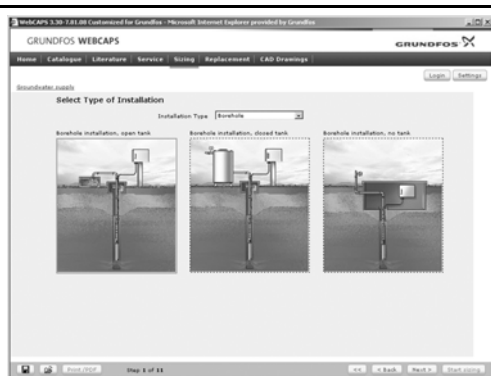 WebCAPS 3.30-7.01.08 Customized for Grundfos - Microsoft Internet Explorer provided by Grundfos
GRUNDFOS WEBCAPS
GRUNDFOS
Home | Catalogue | Literature | Service | Sizing | Replacement | CAD Drawings
Login Settings
Groundwater supply
Select Type of Installation
Installation Type Borehole
Borehole installation, open tank
Borehole installation, closed tank
Borehole installation, no tank
Print/PDF Step 1 of 11 << < Back Next > Start sizing